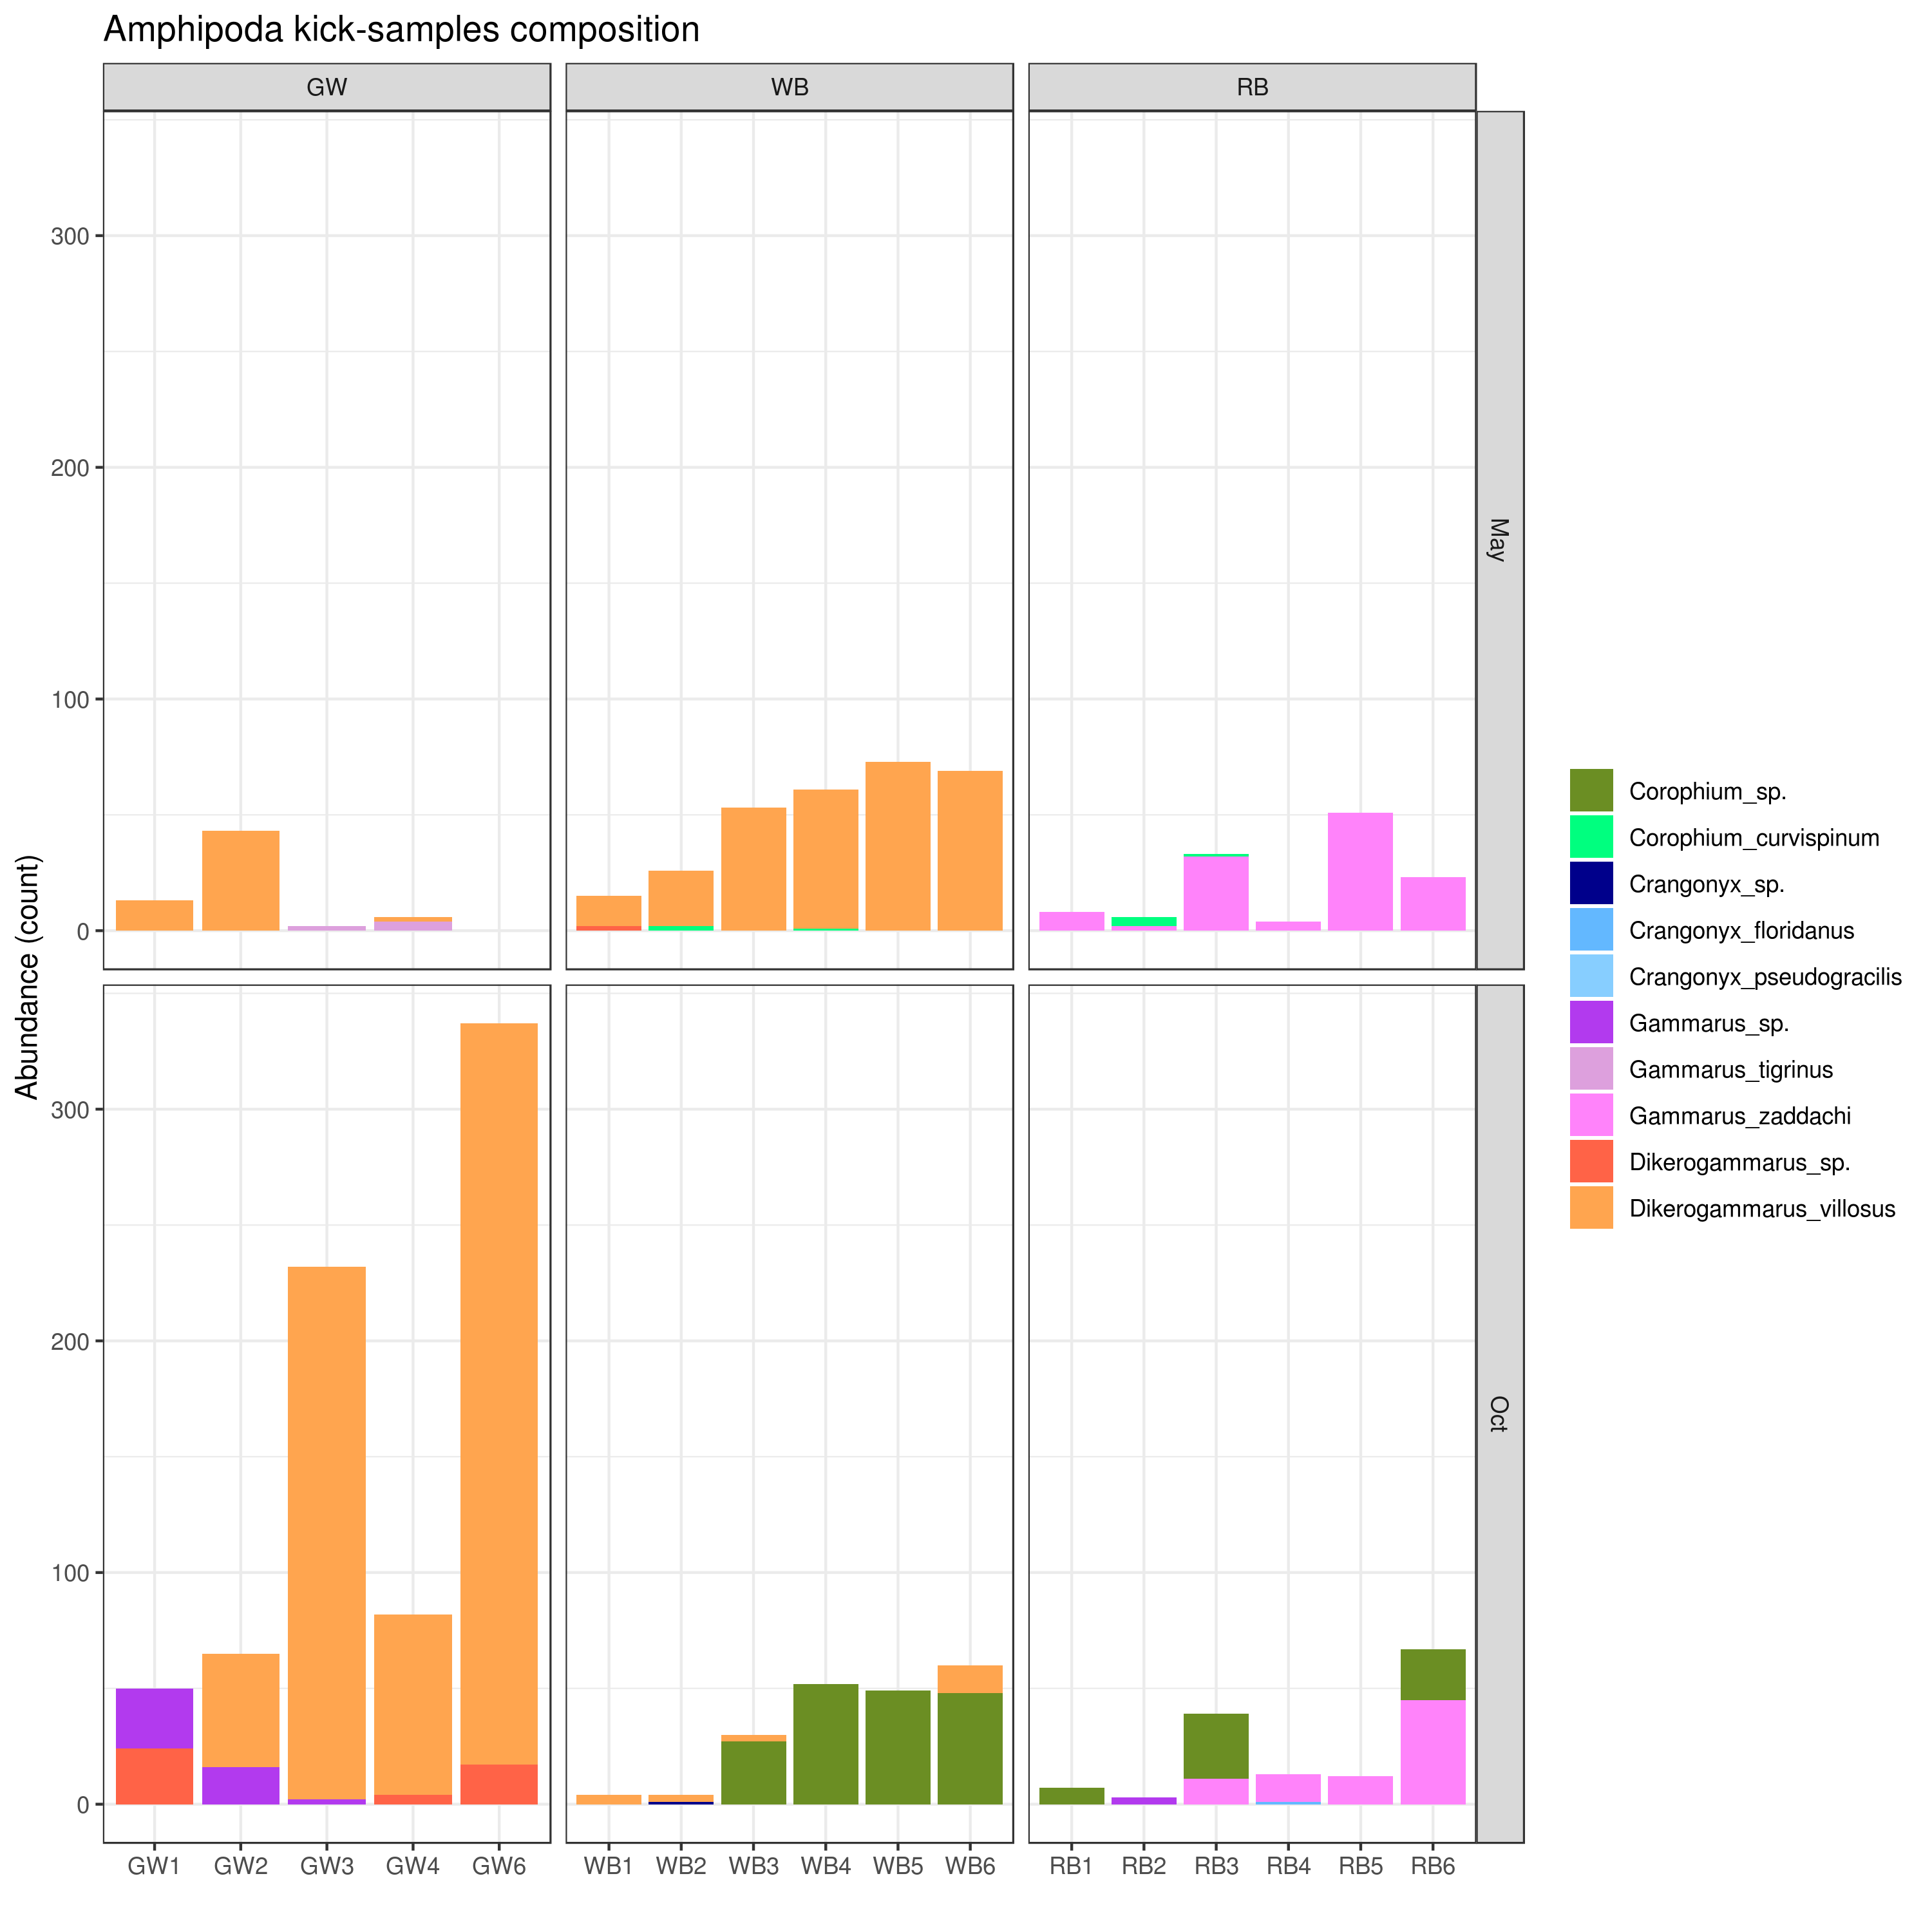 Amphipoda kick-samples composition
GW
WB
RB
300
200
100
0
May
Abundance (count)
300
200
100
0
Oct
GW1 GW2 GW3 GW4 GW6
WB1 WB2 WB3 WB4 WB5 WB6
RB1 RB2 RB3 RB4 RB5 RB6
Corophium_sp.
Corophium_curvispinum
Crangonyx_sp.
Crangonyx_floridanus
Crangonyx_pseudogracilis
Gammarus_sp.
Gammarus_tigrinus
Gammarus_zaddachi
Dikerogammarus_sp.
Dikerogammarus_villosus